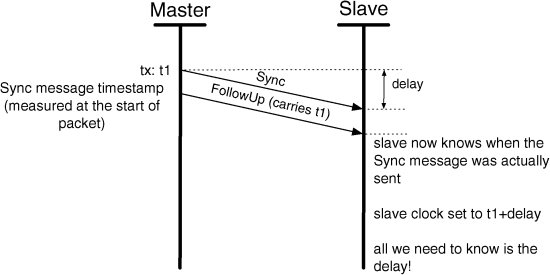 Master
Slave
tx: t1
Sync
delay
Sync message timestamp
(measured at the start of
packet)
FollowUp (carries t1)
slave now knows when the
Sync message was actually
sent
slave clock set to t1+delay
all we need to know is the
delay!